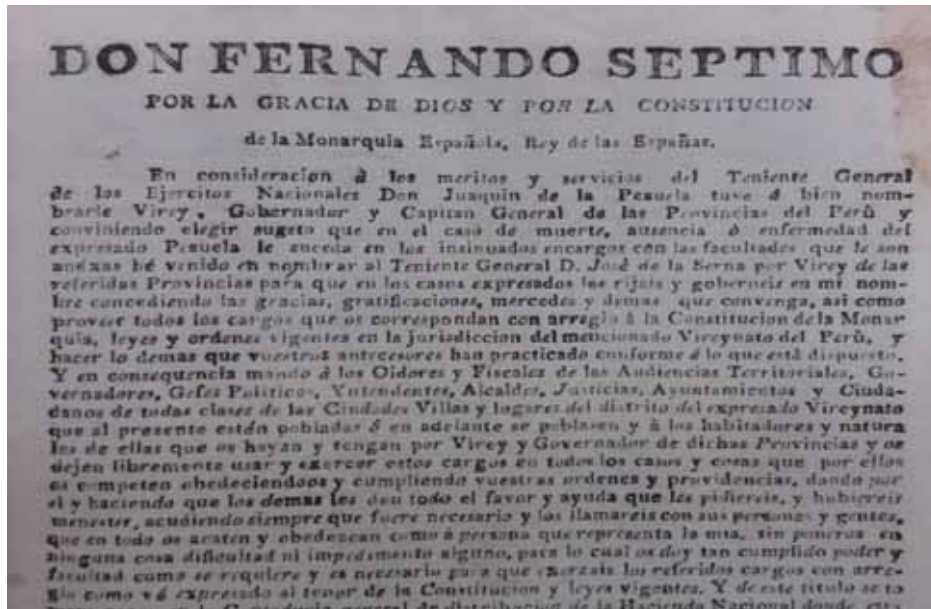 DON FERNANDO SEPTIMO
POR LA GRACIA DE DIOS Y POR LA CONSTITUCION
de la Monarquia Española, Rey de las Españas.
En consideracion à los meritos y servicios del Teniente General
de los Ejercitos Nacionales Don Juaquin de la Pezuela tuve á bien nom-
brarle Virey, Gobernador y Capitan General de las Provincias del Perù y
conviniendo elegir sugeto que en el caso de muerte, ausencia ò enfermedad del
expresado Pezuela le suceda en los insinuados encargos con las facultades que le son
anéxas hé venido en nombrar al Teniente General D. José de la Serna por Virey de las
referidas Provincias para que en los casos expresados los rijais y goberneis en mi nom-
bre concediendo las gracias, gratificaciones, mercedes y demas que convenga, asi como
proveer todos los cargos que os correspondan con arreglo á la Constitucion de la Monar
quia, leyes y ordenes vigentes en la jurisdiccion del mencionado Vireynato del Perù, y
hacer lo demas que vuestros antecesores han practicado conforme á lo que está dispuesto.
Y en consequencia mando á los Oidores y Fiscales de las Audiencias Territoriales, Go-
vernadores, Gefes Politicos, Yntendentes, Alcaldes, Justicias, Ayuntamientos y Ciuda-
danos de todas clases de las Ciudades Villas y lugares del distrito del expresado Vireynato
que al presente están pobladas ó en adelante se poblasen y à los habitadores y natura
les de ellas que os hayan y tengan por Virey y Governador de dichas Provincias y os
dejen libremente usar y exercer estos cargos en todos los casos y cosas que por ellos
os competen obedeciendoos y cumpliendo vuestras ordenes y providencias, dando por
si y haciendo que los demas les den todo el favor y ayuda que les pidiereis, y hubiereis
menester, acudiendo siempre que fuere necesario y los llamareis con sus personas y gentes,
que en todo os acaten y obedezcan como á persona que representa la mia, sin poneros en
ninguna cosa dificultad ni impedimento alguno, para lo cual os doy tan cumplido poder y
facultad como se requiere y es necesario para que exerzais los referidos cargos con arre-
glo como vá expresado al tenor de la Constitucion y leyes vigentes. Y de este titulo se to
general de distribucion de la Hacienda Nacional donde